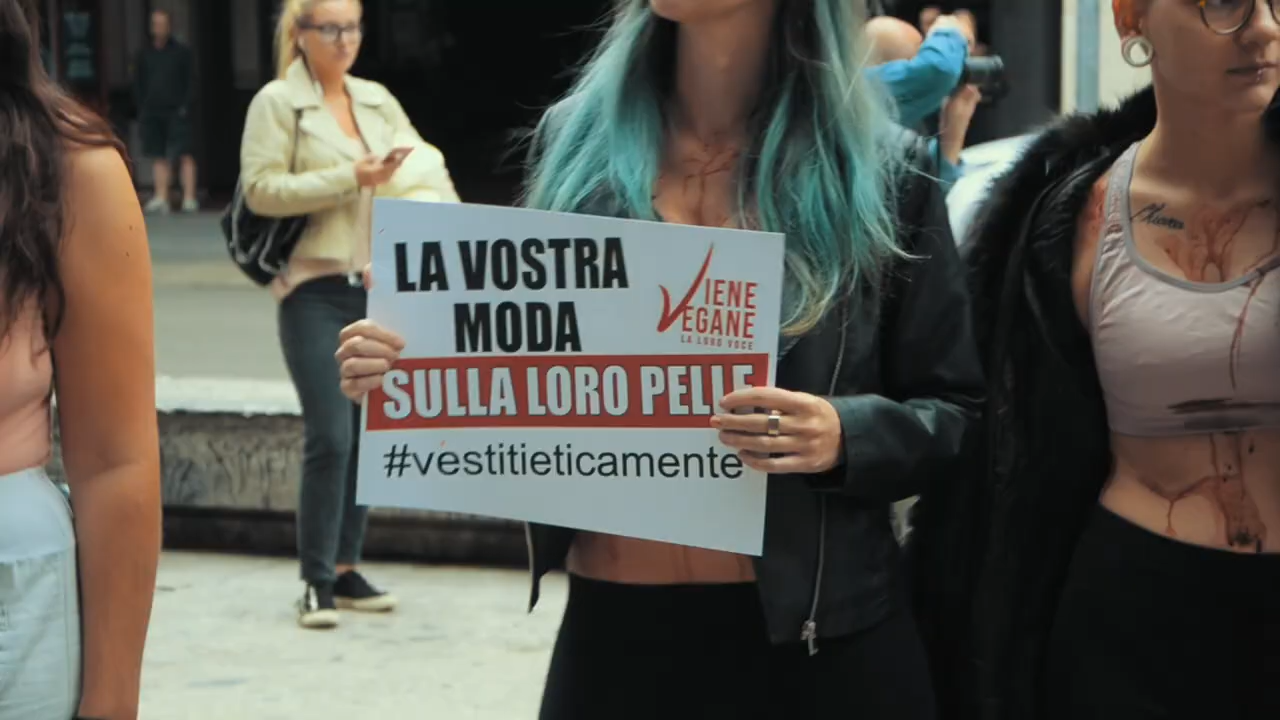 LA VOSTRA
MODA
VIENE
VEGANE
LA LORO VOCE
SULLA LORO PELLE
#vestitieticamente